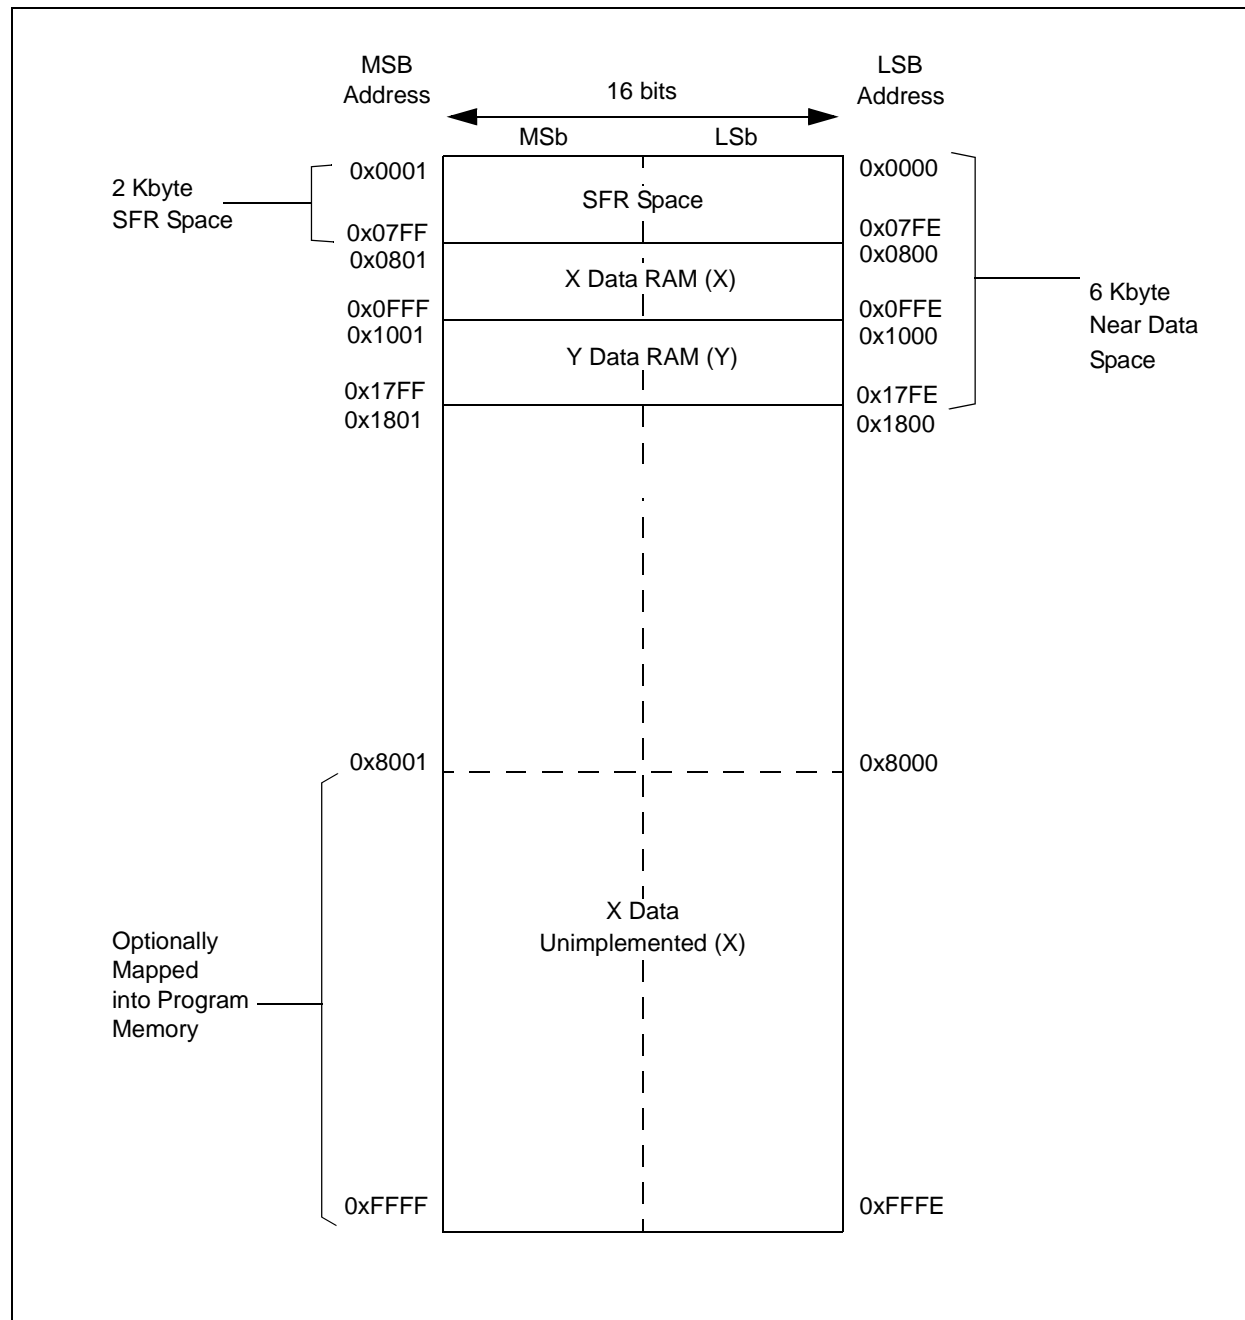 MSB
Address
LSB
Address
16 bits
MSb
LSb
2 Kbyte
SFR Space
0x0001
0x07FF
0x0801
0x0FFF
0x1001
0x17FF
0x1801
SFR Space
X Data RAM (X)
Y Data RAM (Y)
0x0000
0x07FE
0x0800
0x0FFE
0x1000
0x17FE
0x1800
6 Kbyte
Near Data
Space
0x8001
0x8000
Optionally
Mapped
into Program
Memory
X Data
Unimplemented (X)
0xFFFF
0xFFFE